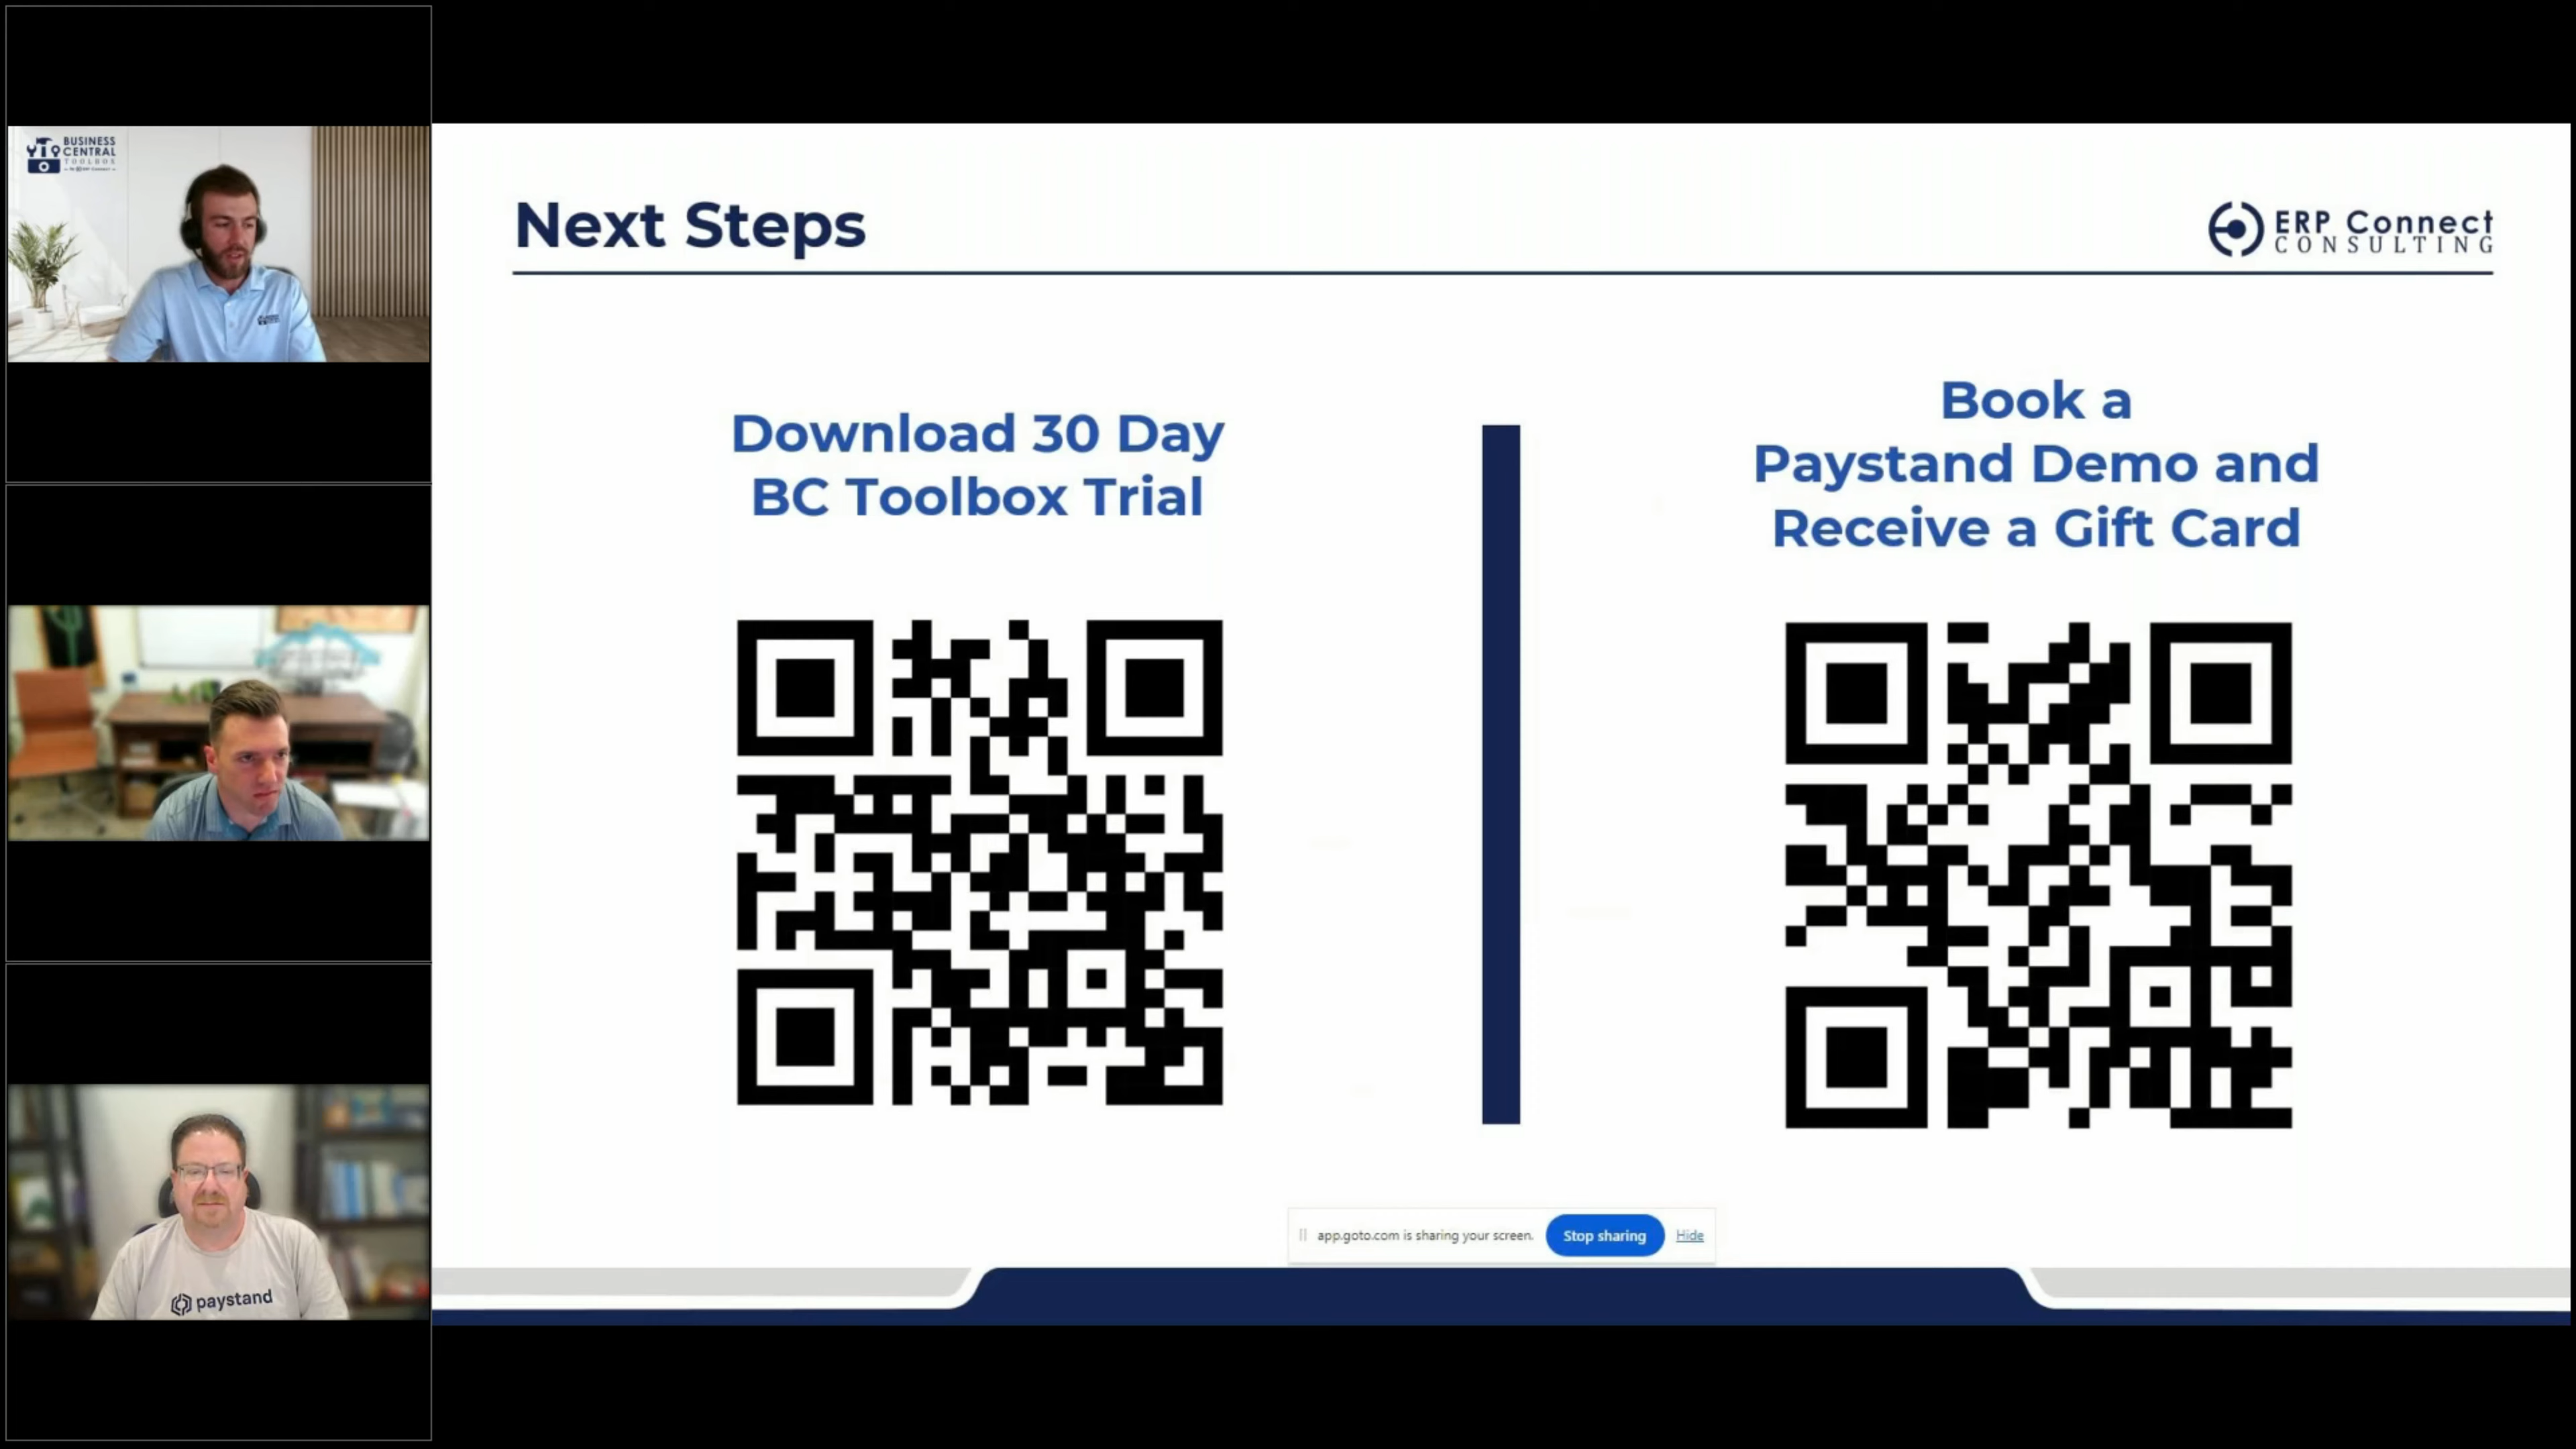 BUSINESS
CENTRAL
TOOLBOX
Next Steps
ERP Connect
CONSULTING
Download 30 Day
BC Toolbox Trial
Book a
Paystand Demo and
Receive a Gift Card
paystand
app.goto.com is sharing your screen.
Stop sharing
Hide